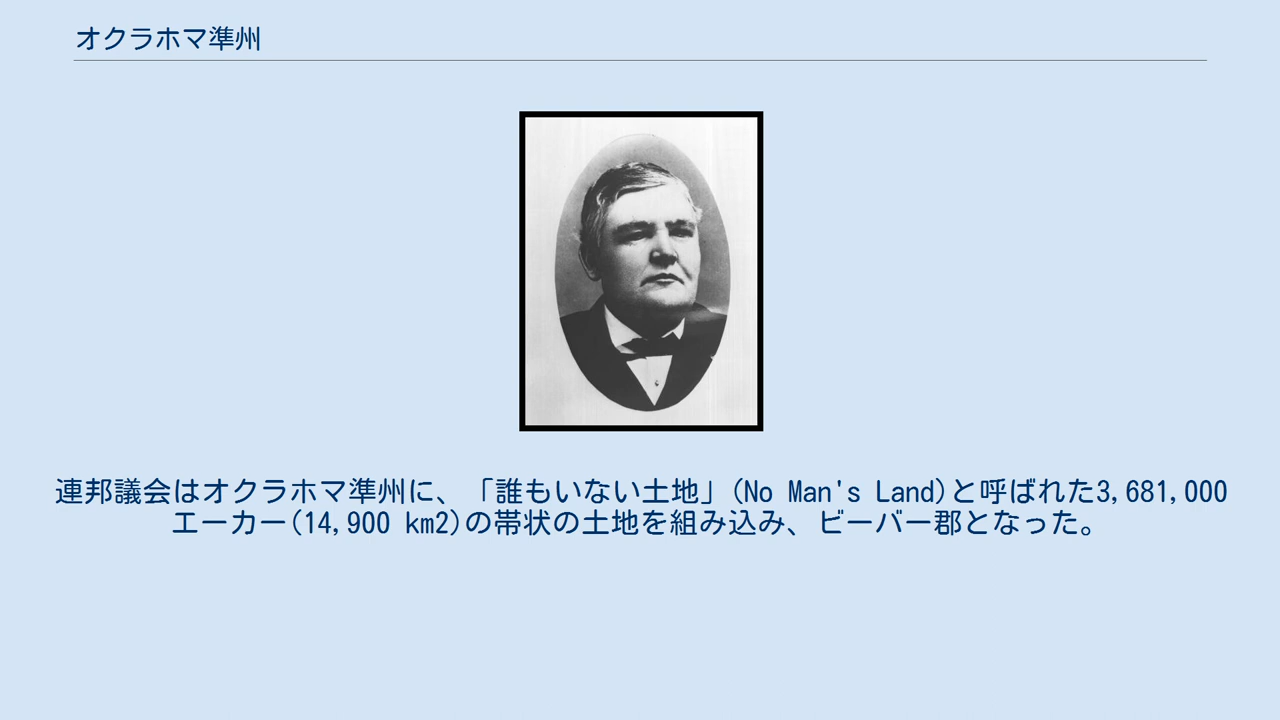 オクラホマ準州
連邦議会はオクラホマ準州に、「誰もいない土地」(No Man's Land)と呼ばれた3,681,000
エーカー(14,900 km2)の帯状の土地を組み込み、ビーバー郡となった。